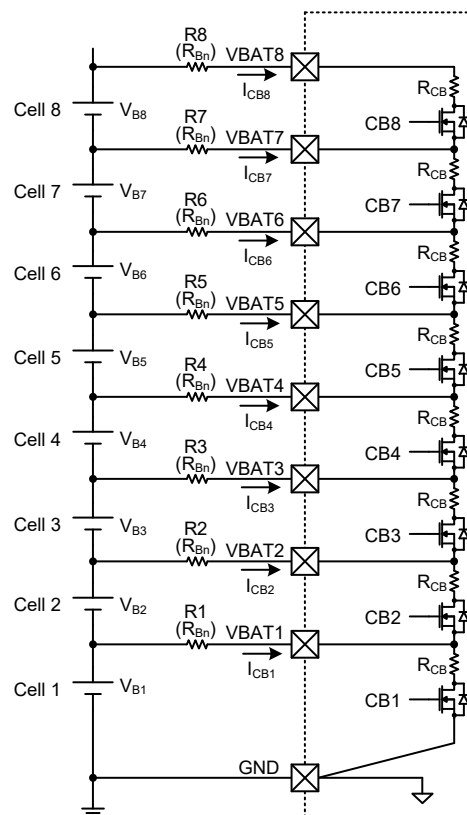 R8
(RBn) VBAT8
ICB8
RCB
Cell 8 VB8 CB8
R7
(RBn) VBAT7
ICB7
RCB
Cell 7 VB7 CB7
R6
(RBn) VBAT6
ICB6
RCB
Cell 6 VB6 CB6
R5
(RBn) VBAT5
ICB5
RCB
Cell 5 VB5 CB5
R4
(RBn) VBAT4
ICB4
RCB
Cell 4 VB4 CB4
R3
(RBn) VBAT3
ICB3
RCB
Cell 3 VB3 CB3
R2
(RBn) VBAT2
ICB2
RCB
Cell 2 VB2 CB2
R1
(RBn) VBAT1
ICB1
RCB
Cell 1 VB1 CB1
GND